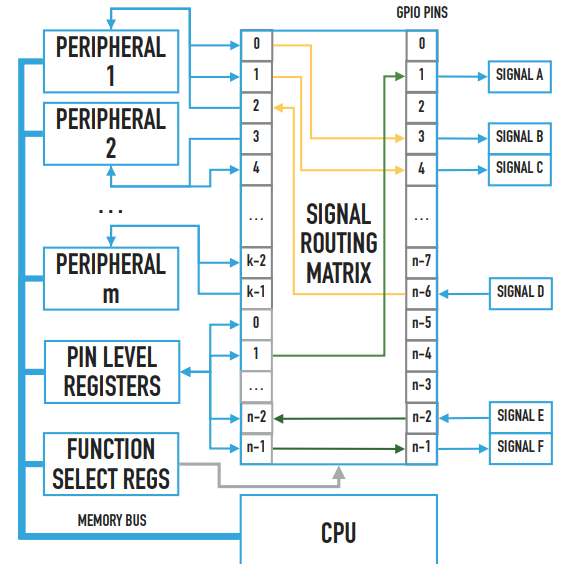 GPIO PINS
PERIPHERAL
1
PERIPHERAL
2
...
PERIPHERAL
m
PIN LEVEL
REGISTERS
FUNCTION
SELECT REGS
MEMORY BUS
CPU
0
1
2
3
4
...
k-2
k-1
0
1
...
n-2
n-1
SIGNAL
ROUTING
MATRIX
0
1
2
3
4
...
n-7
n-6
n-5
n-4
n-3
n-2
n-1
SIGNAL A
SIGNAL B
SIGNAL C
SIGNAL D
SIGNAL E
SIGNAL F